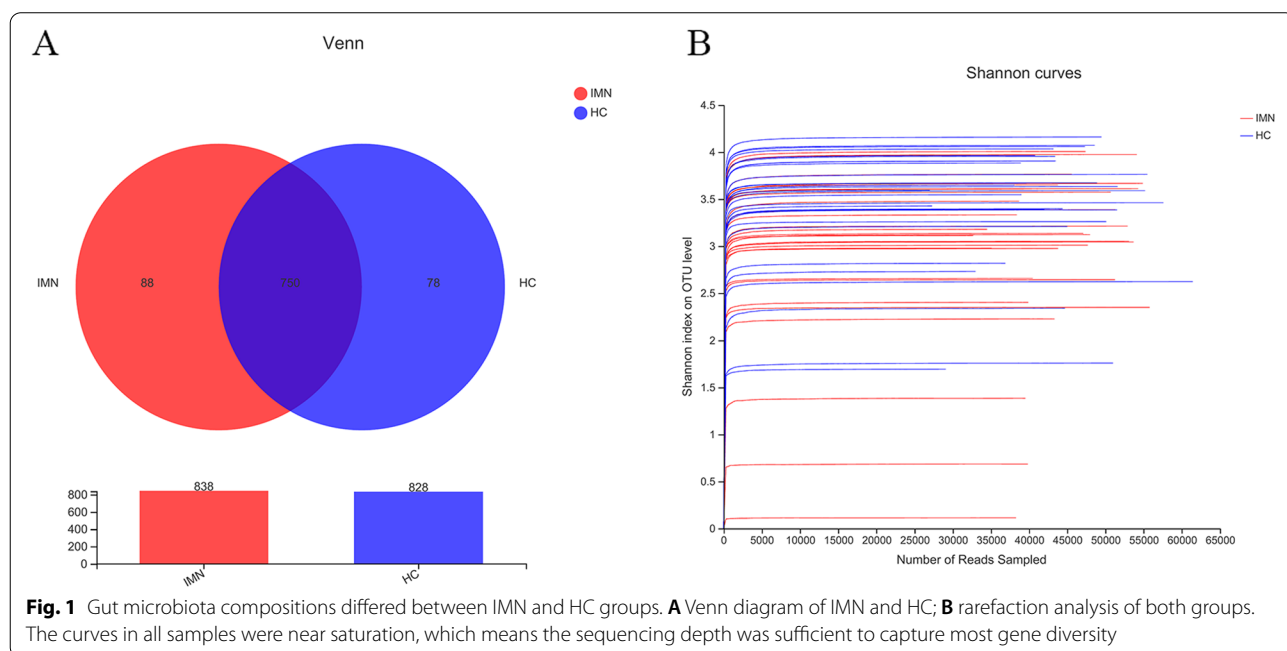 A
Venn
IMN
HC
IMN
88
750
78
HC
838
828
800
600
400
200
0
IMN
HC
B
Shannon curves
IMN
HC
Shannon index on OTU level
4.5
4
3.5
3
2.5
2
1.5
1
0.5
0
0 5000 10000 15000 20000 25000 30000 35000 40000 45000 50000 55000 60000 65000
Number of Reads Sampled
Fig. 1 Gut microbiota compositions differed between IMN and HC groups. A Venn diagram of IMN and HC; B rarefaction analysis of both groups.
The curves in all samples were near saturation, which means the sequencing depth was sufficient to capture most gene diversity